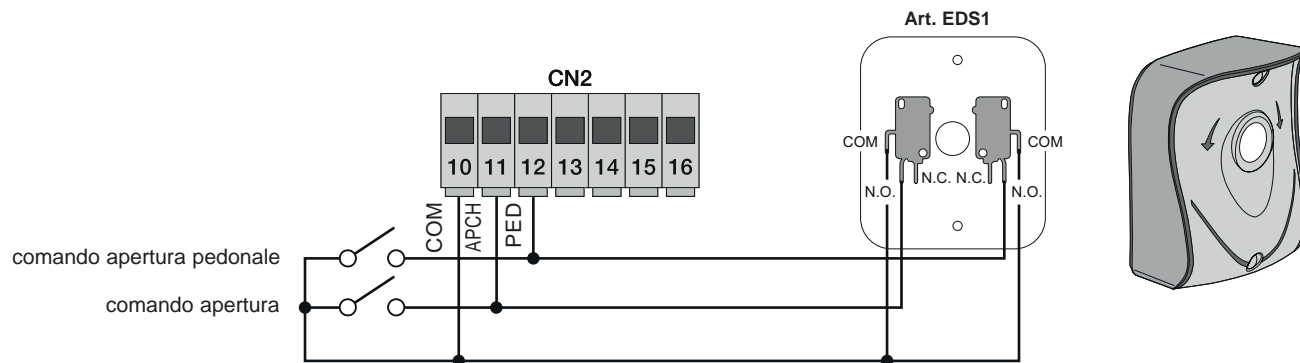 Art. EDS1
CN2
10 11 12 13 14 15 16
COM APCH PED
COM COM
N.C. N.C.
N.O. N.O.
comando apertura pedonale
comando apertura